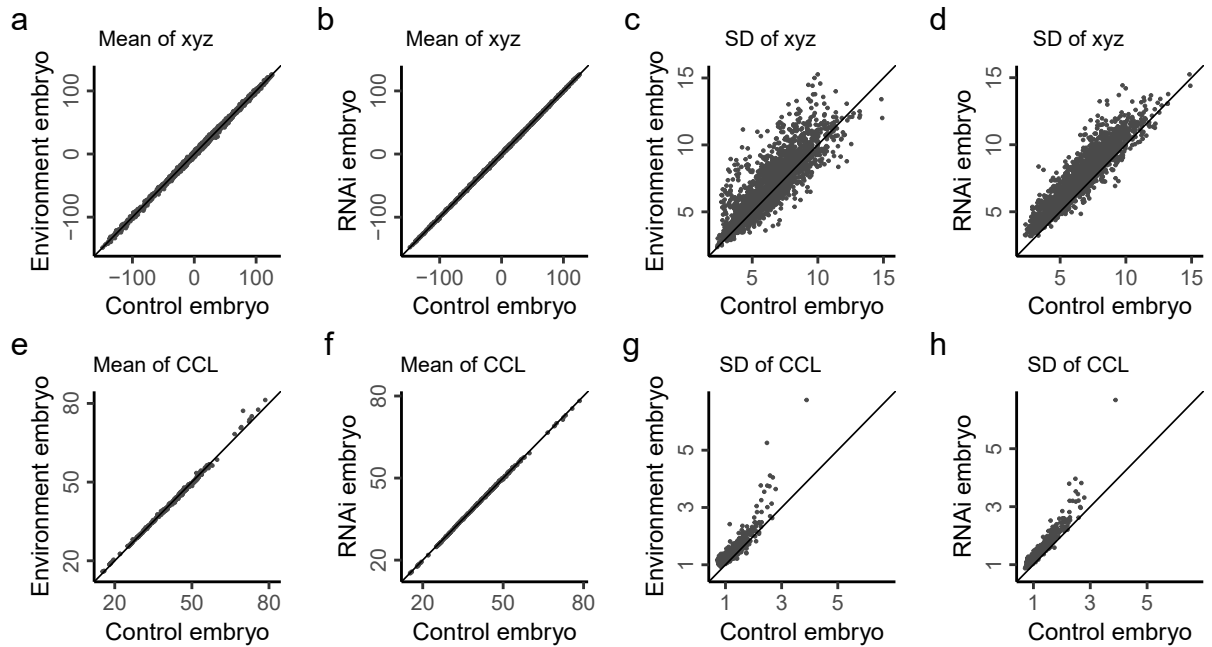 a
Mean of xyz
Environment embryo
100
0
−100
−100 0 100
Control embryo
b
Mean of xyz
RNAi embryo
100
0
−100
−100 0 100
Control embryo
c
SD of xyz
Environment embryo
15
10
5
5 10 15
Control embryo
d
SD of xyz
RNAi embryo
15
10
5
5 10 15
Control embryo
e
Mean of CCL
Environment embryo
80
50
20
20 50 80
Control embryo
f
Mean of CCL
RNAi embryo
80
50
20
20 50 80
Control embryo
g
SD of CCL
Environment embryo
5
3
1
1 3 5
Control embryo
h
SD of CCL
RNAi embryo
5
3
1
1 3 5
Control embryo